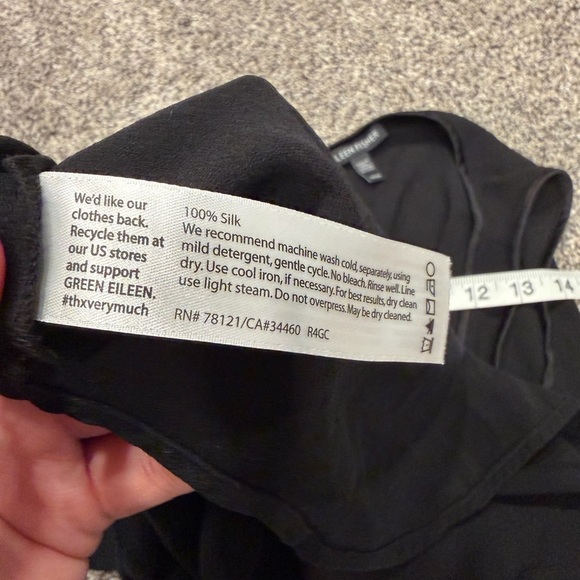 We'd like our
clothes back.
Recycle them at
our US stores
and support
GREEN EILEEN.
#thxverymuch
100% Silk
We recommend machine wash cold, separately, using
mild detergent, gentle cycle. No bleach. Rinse well. Line
dry. Use cool iron, if necessary. For best results, dry clean
use light steam. Do not overpress. May be dry cleaned.
RN# 78121/CA#34460 R4GC
EILEEN FISHER
12 13 14